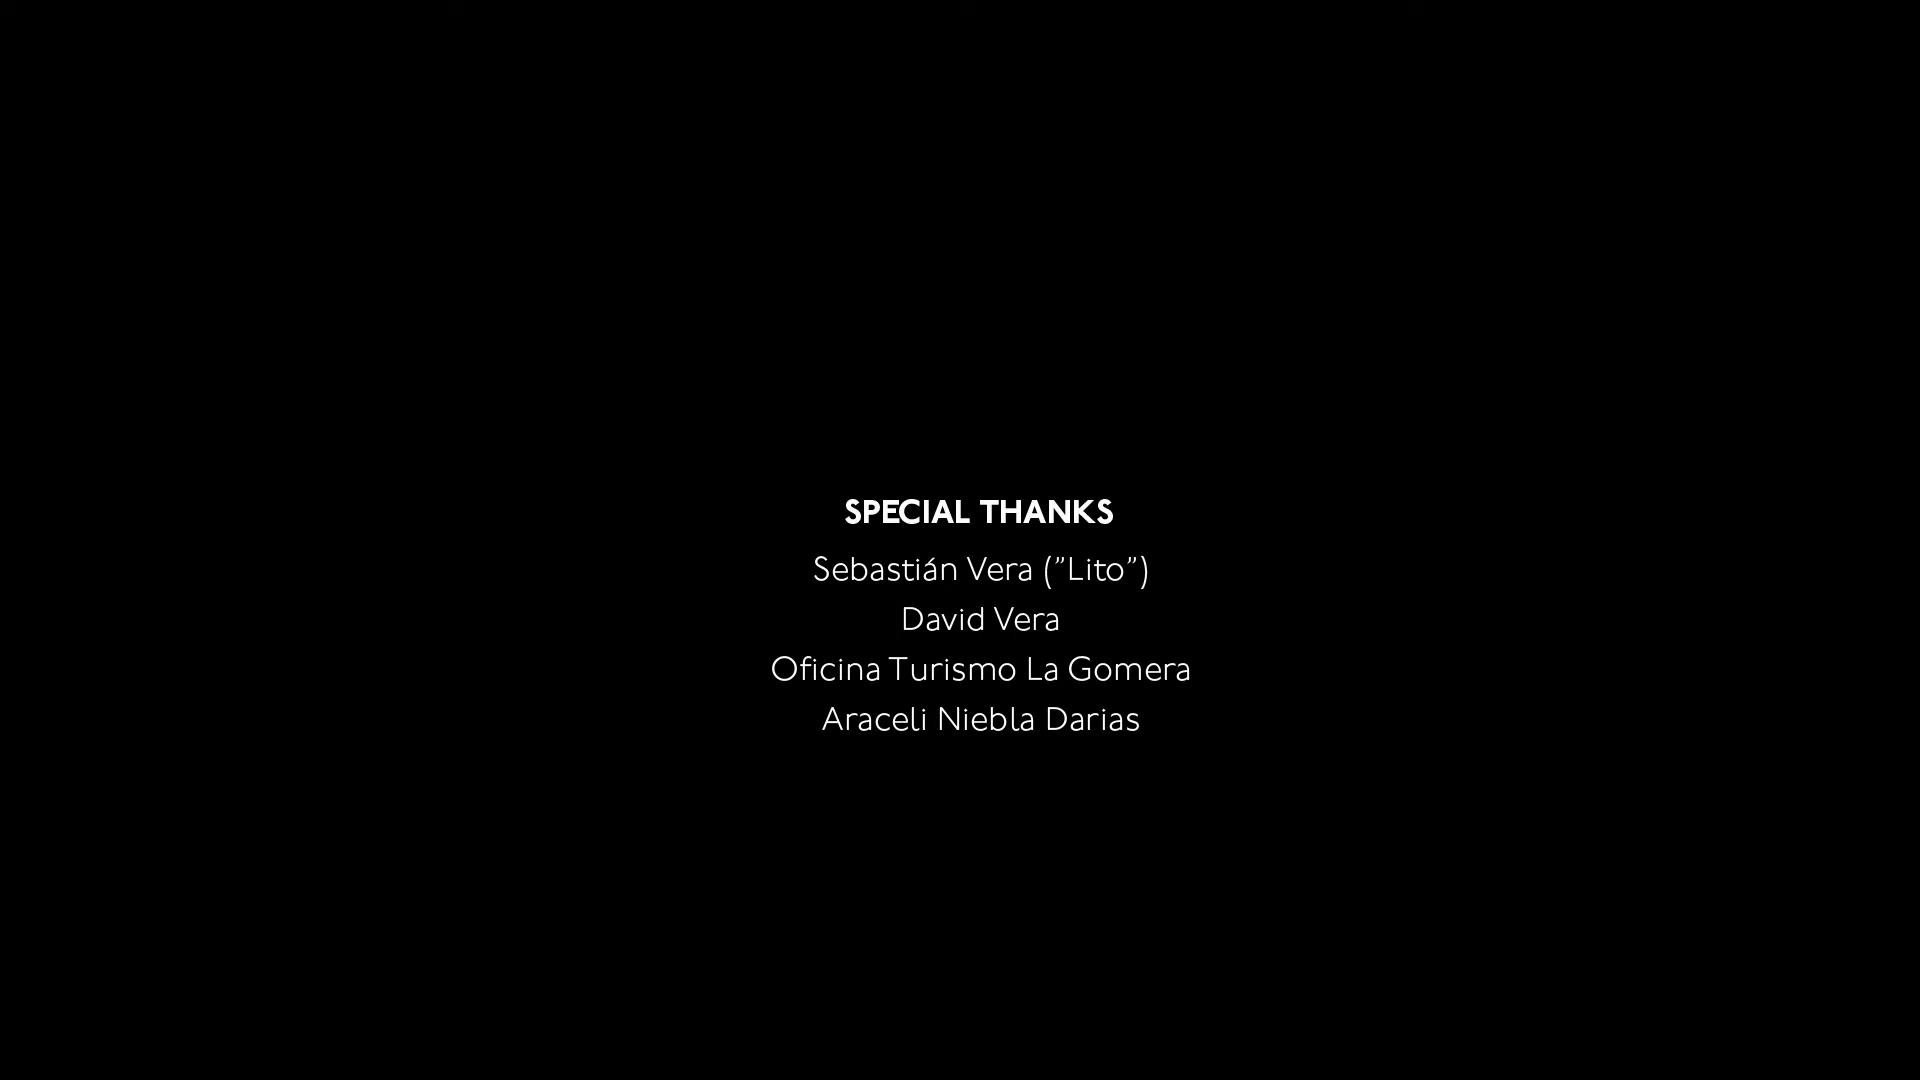 SPECIAL THANKS
Sebastián Vera (”Lito”)
David Vera
Oficina Turismo La Gomera
Araceli Niebla Darias